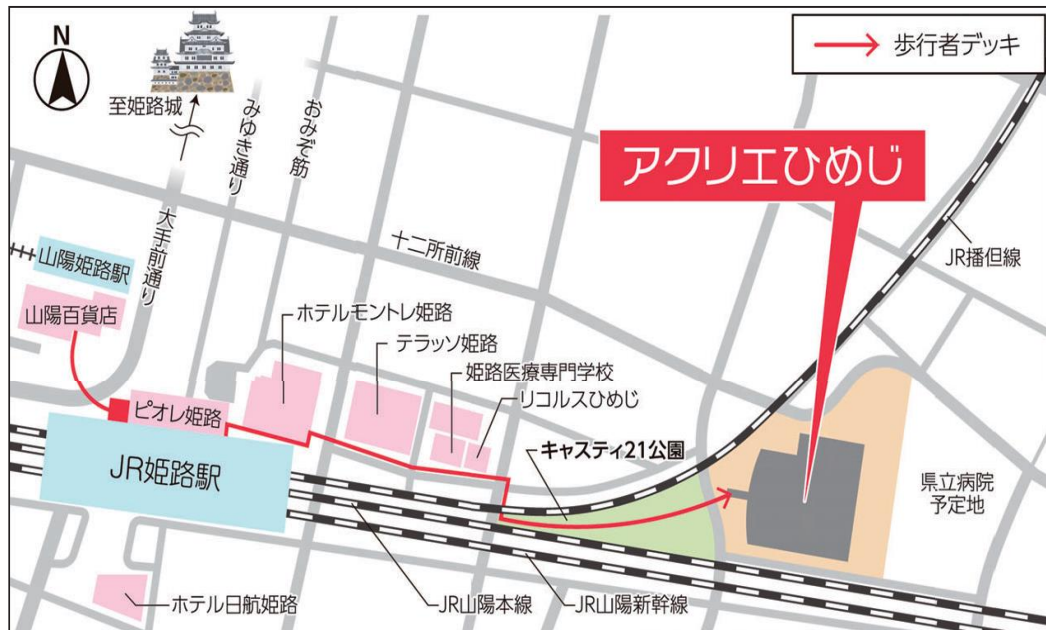 N
歩行者デッキ
至姫路城
みゆき通り
おみぞ筋
大手前通り
アクリエひめじ
十二所前線
JR播但線
山陽姫路駅
山陽百貨店
ホテルモントレ姫路
テラッソ姫路
姫路医療専門学校
リコルスひめじ
ピオレ姫路
キャスティ21公園
JR姫路駅
県立病院
予定地
ホテル日航姫路
JR山陽本線
JR山陽新幹線